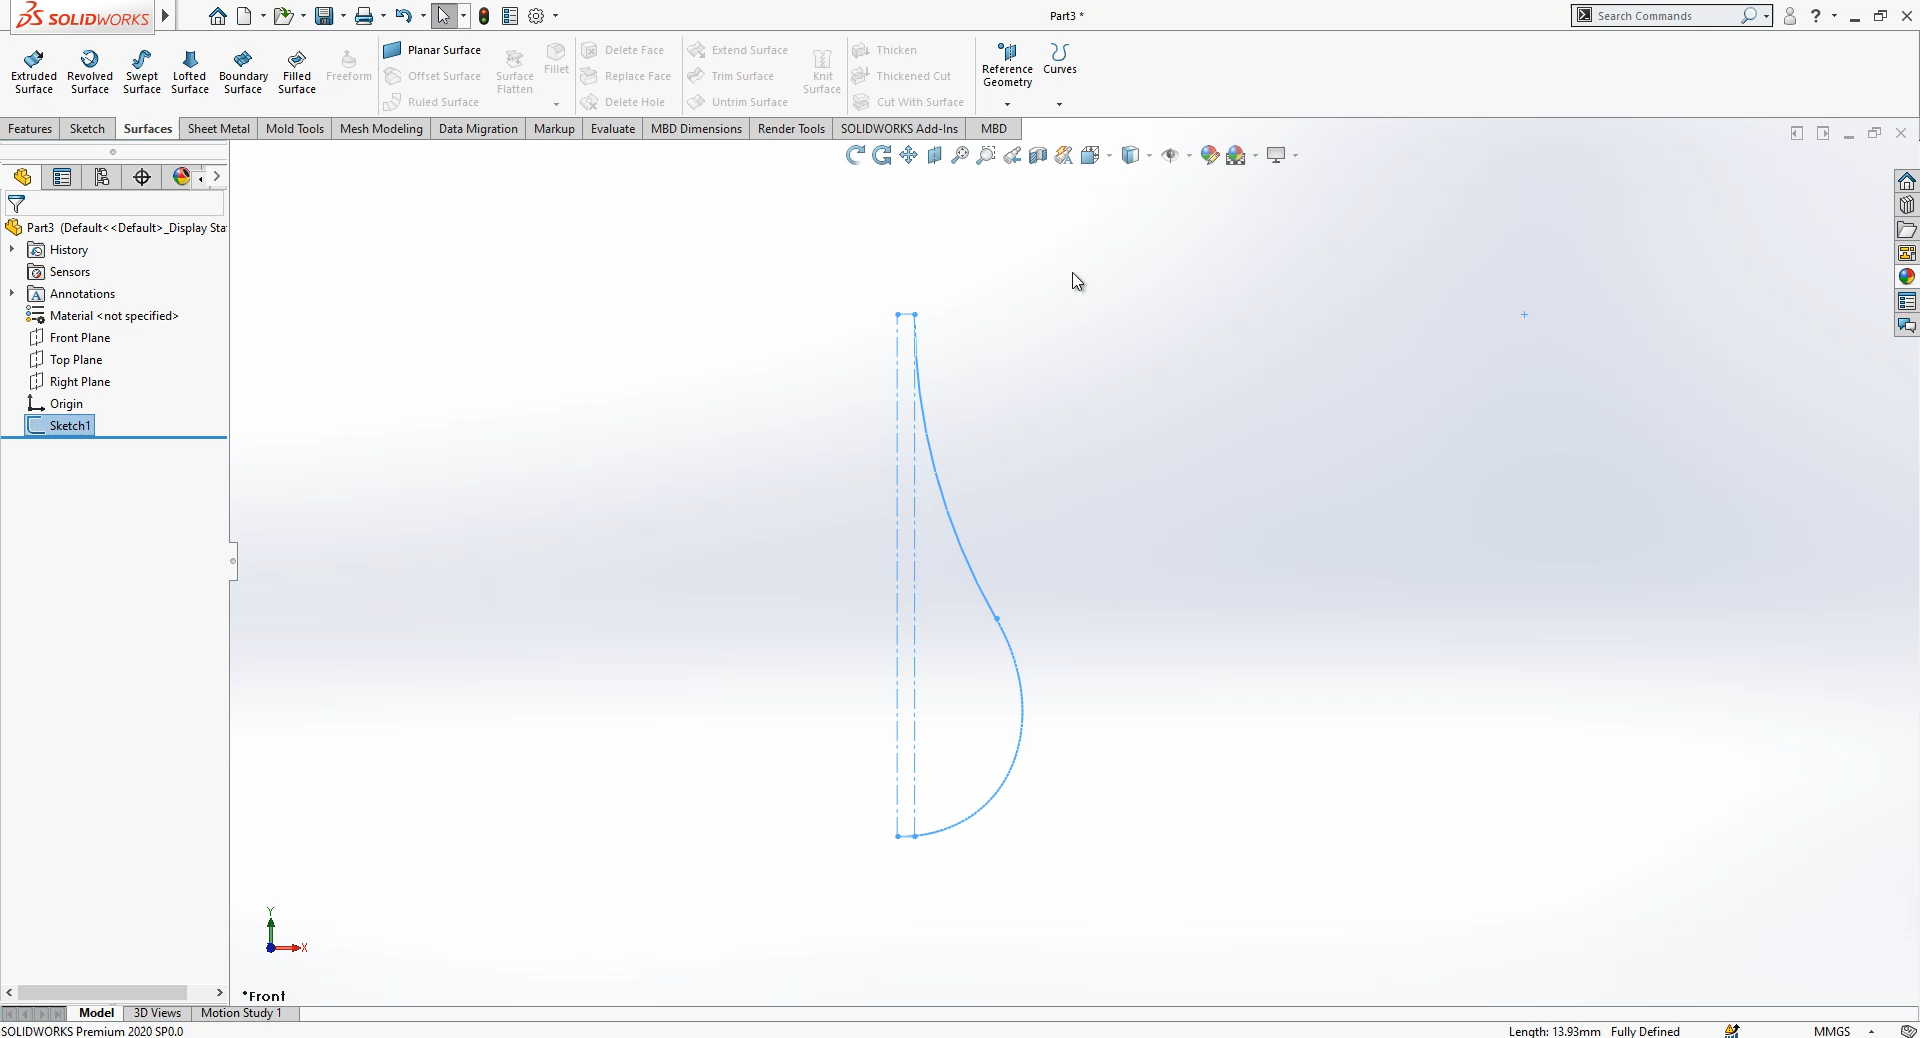 SOLIDWORKS
Part3 *
Search Commands
?
Extruded Surface
Revolved Surface
Swept Surface
Lofted Surface
Boundary Surface
Filled Surface
Freeform
Planar Surface
Offset Surface
Ruled Surface
Surface Flatten
Fillet
Delete Face
Replace Face
Delete Hole
Extend Surface
Trim Surface
Untrim Surface
Knit Surface
Thicken
Thickened Cut
Cut With Surface
Reference Geometry
Curves
Features
Sketch
Surfaces
Sheet Metal
Mold Tools
Mesh Modeling
Data Migration
Markup
Evaluate
MBD Dimensions
Render Tools
SOLIDWORKS Add-Ins
MBD
Part3 (Default<<Default>_Display Sta
History
Sensors
Annotations
Material <not specified>
Front Plane
Top Plane
Right Plane
Origin
Sketch1
Y
X
*Front
Model
3D Views
Motion Study 1
SOLIDWORKS Premium 2020 SP0.0
Length: 13.93mm Fully Defined
MMGS